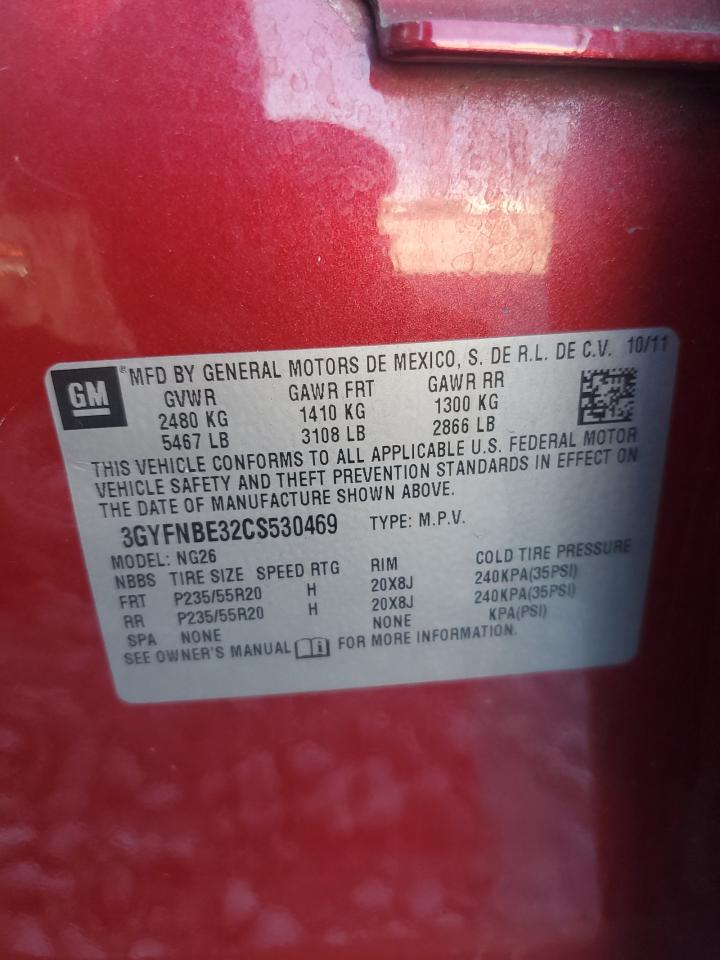 GM
®MFD BY GENERAL MOTORS DE MEXICO, S. DE R.L. DE C.V. 10/11
GVWR GAWR FRT GAWR RR
2480 KG 1410 KG 1300 KG
5467 LB 3108 LB 2866 LB
THIS VEHICLE CONFORMS TO ALL APPLICABLE U.S. FEDERAL MOTOR
VEHICLE SAFETY AND THEFT PREVENTION STANDARDS IN EFFECT ON
THE DATE OF MANUFACTURE SHOWN ABOVE.
3GYFNBE32CS530469 TYPE: M.P.V.
MODEL: NG26
NBBS TIRE SIZE SPEED RTG RIM COLD TIRE PRESSURE
FRT P235/55R20 H 20X8J 240KPA(35PSI)
RR P235/55R20 H 20X8J 240KPA(35PSI)
SPA NONE NONE KPA(PSI)
SEE OWNER'S MANUAL i FOR MORE INFORMATION.